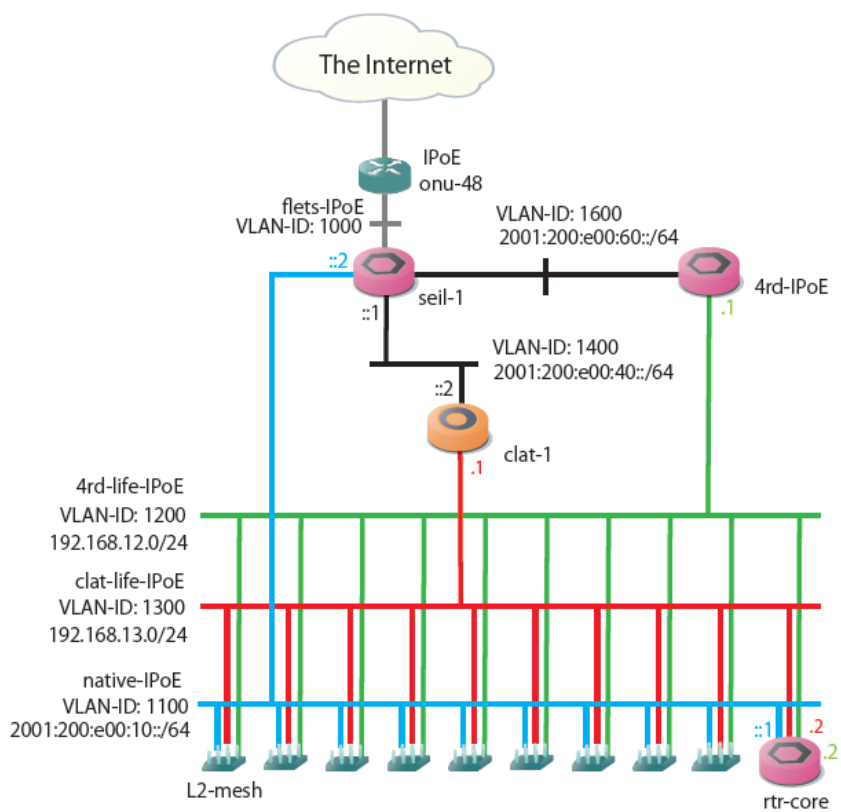 The Internet
IPoE
onu-48
flets-IPoE
VLAN-ID: 1000
VLAN-ID: 1600
2001:200:e00:60::/64
::2
seil-1
4rd-IPoE
::1
.1
VLAN-ID: 1400
2001:200:e00:40::/64
::2
clat-1
.1
4rd-life-IPoE
VLAN-ID: 1200
192.168.12.0/24
clat-life-IPoE
VLAN-ID: 1300
192.168.13.0/24
native-IPoE
VLAN-ID: 1100
2001:200:e00:10::/64
::1
.2
.2
L2-mesh
rtr-core